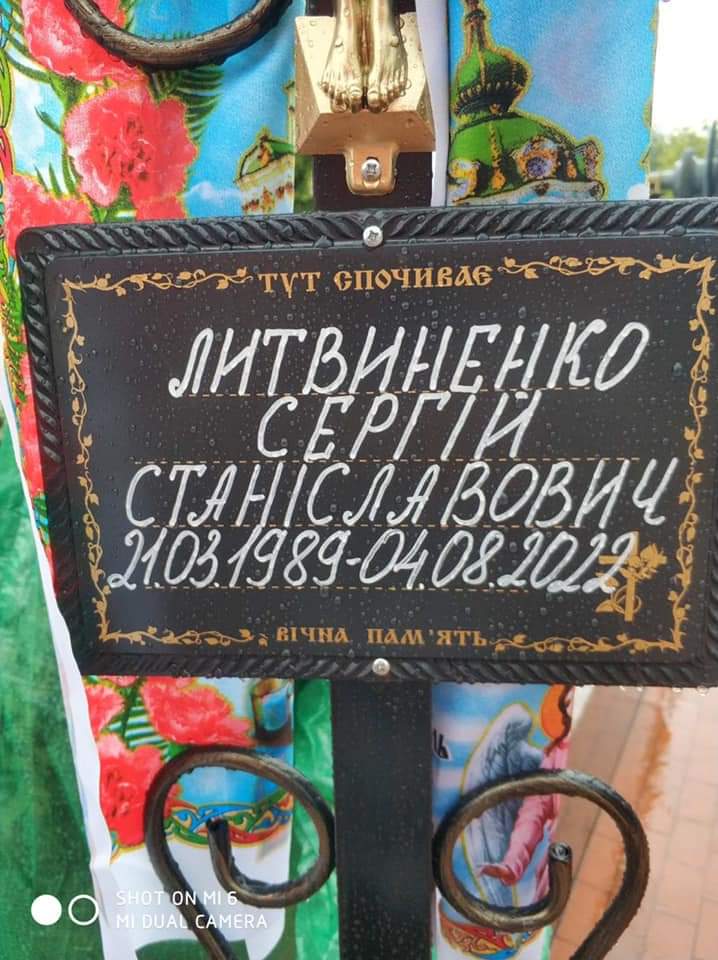 ТУТ СПОЧИВАЄ
ЛИТВИНЕНКО
СЕРГІЙ
СТАНІСЛАВОВИЧ
21.03.1989-04.08.2022
ВІЧНА ПАМ'ЯТЬ
SHOT ON MI 6
MI DUAL CAMERA